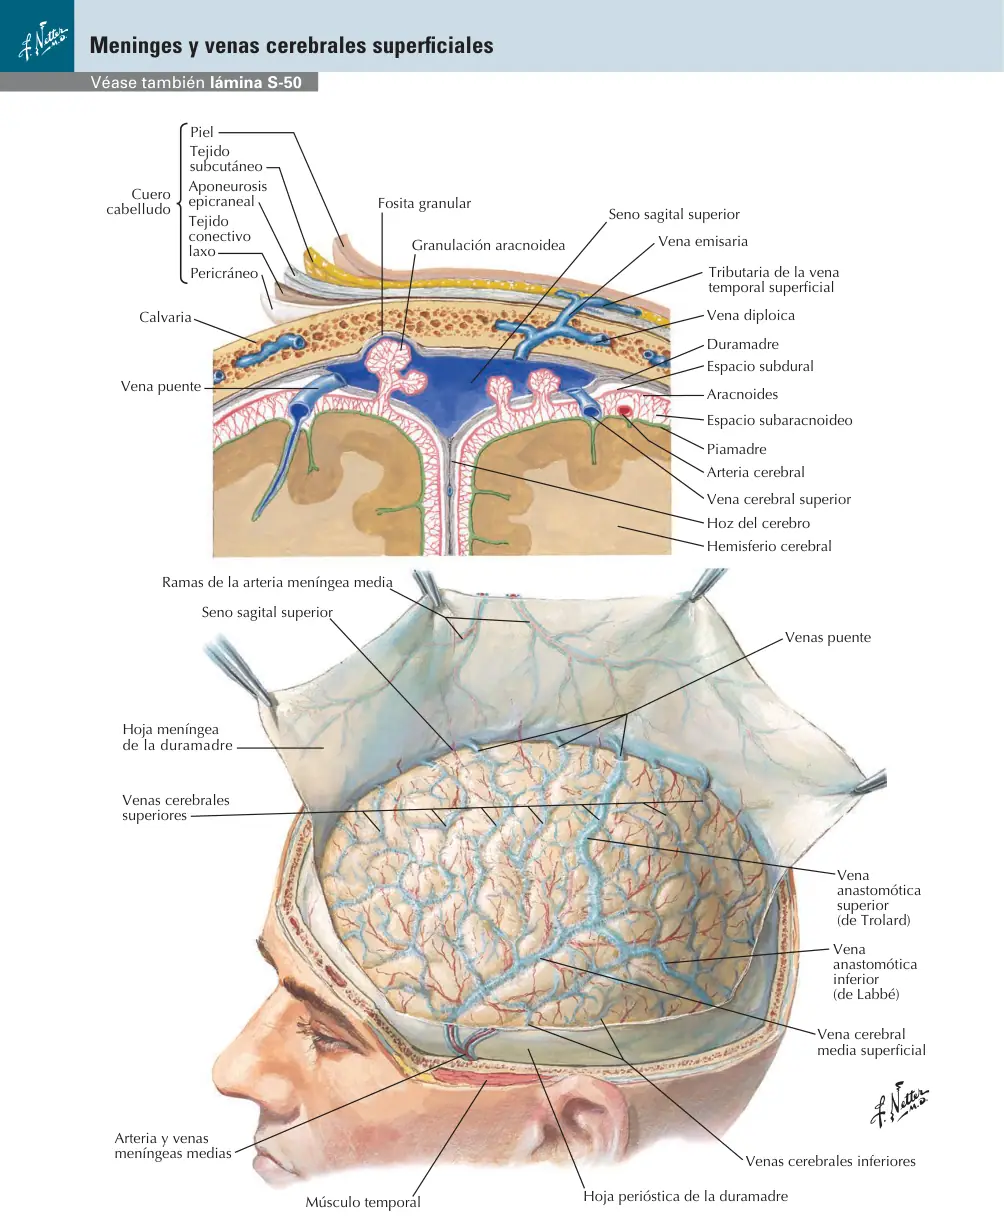 F. Netter M.D.
Meninges y venas cerebrales superficiales
Véase también lámina S-50
Cuero
cabelludo
Piel
Tejido
subcutáneo
Aponeurosis
epicraneal
Tejido
conectivo
laxo
Pericráneo
Calvaria
Vena puente
Fosita granular
Granulación aracnoidea
Seno sagital superior
Vena emisaria
Tributaria de la vena
temporal superficial
Vena diploica
Duramadre
Espacio subdural
Aracnoides
Espacio subaracnoideo
Piamadre
Arteria cerebral
Vena cerebral superior
Hoz del cerebro
Hemisferio cerebral
Ramas de la arteria meníngea media
Seno sagital superior
Venas puente
Hoja meníngea
de la duramadre
Venas cerebrales
superiores
Vena
anastomótica
superior
(de Trolard)
Vena
anastomótica
inferior
(de Labbé)
Vena cerebral
media superficial
F. Netter M.D.
Arteria y venas
meníngeas medias
Venas cerebrales inferiores
Músculo temporal
Hoja perióstica de la duramadre